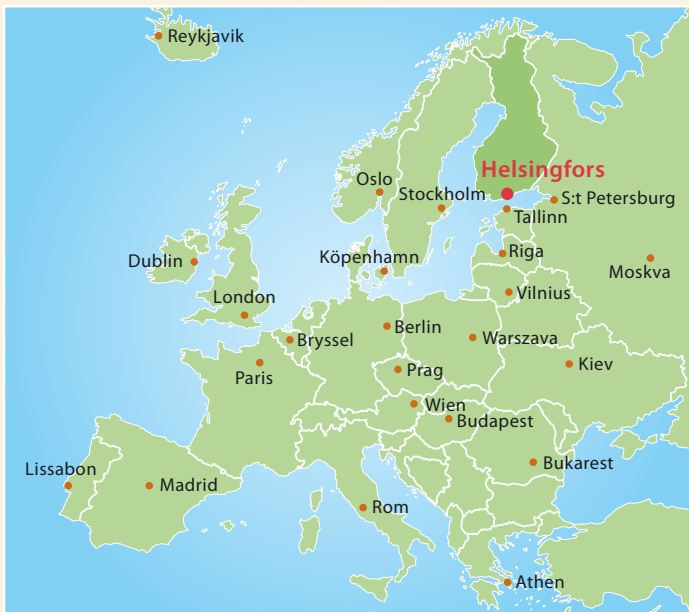 Reykjavik
Helsingfors
Oslo
Stockholm
S:t Petersburg
Tallinn
Dublin
Köpenhamn
Riga
Moskva
London
Vilnius
Bryssel
Berlin
Warszava
Paris
Prag
Kiev
Wien
Budapest
Lissabon
Madrid
Bukarest
Rom
Athen